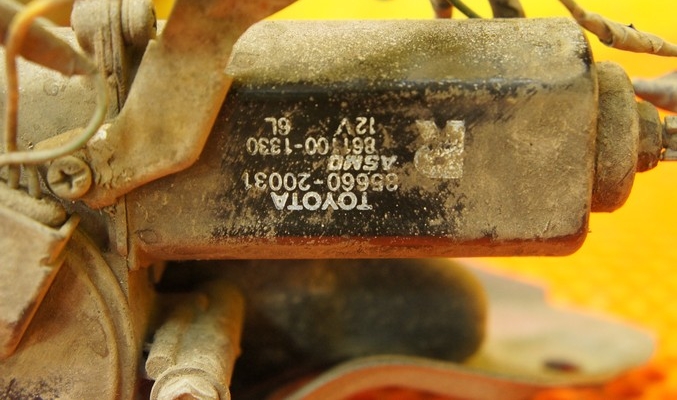 TOYOTA
85660-20031
ASMO
861100-1330
12V 6L
R